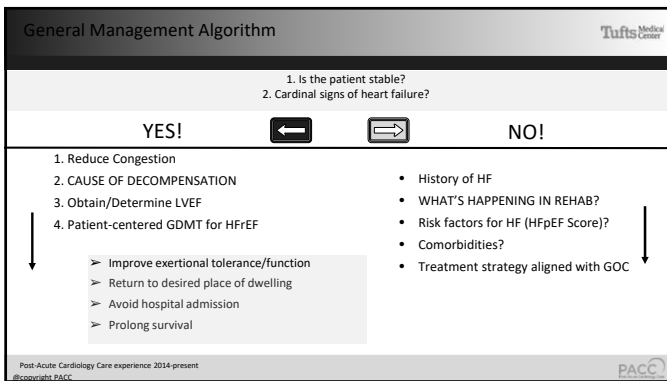 General Management Algorithm
Tufts Medical
Center
1. Is the patient stable?
2. Cardinal signs of heart failure?
YES!
NO!
1. Reduce Congestion
2. CAUSE OF DECOMPENSATION
3. Obtain/Determine LVEF
4. Patient-centered GDMT for HFrEF
➢ Improve exertional tolerance/function
➢ Return to desired place of dwelling
➢ Avoid hospital admission
➢ Prolong survival
• History of HF
• WHAT'S HAPPENING IN REHAB?
• Risk factors for HF (HFpEF Score)?
• Comorbidities?
• Treatment strategy aligned with GOC
Post-Acute Cardiology Care experience 2014-present
@copyright PACC
PACC
Post-Acute Cardiology Care